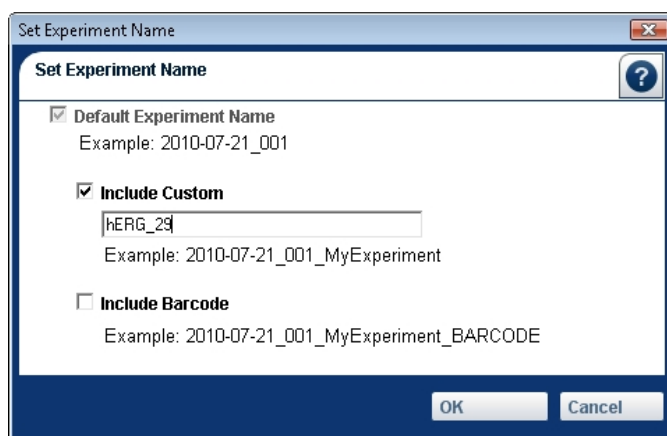 Set Experiment Name
Set Experiment Name
?
Default Experiment Name
Example: 2010-07-21_001
Include Custom
hERG_29
Example: 2010-07-21_001_MyExperiment
Include Barcode
Example: 2010-07-21_001_MyExperiment_BARCODE
OK Cancel